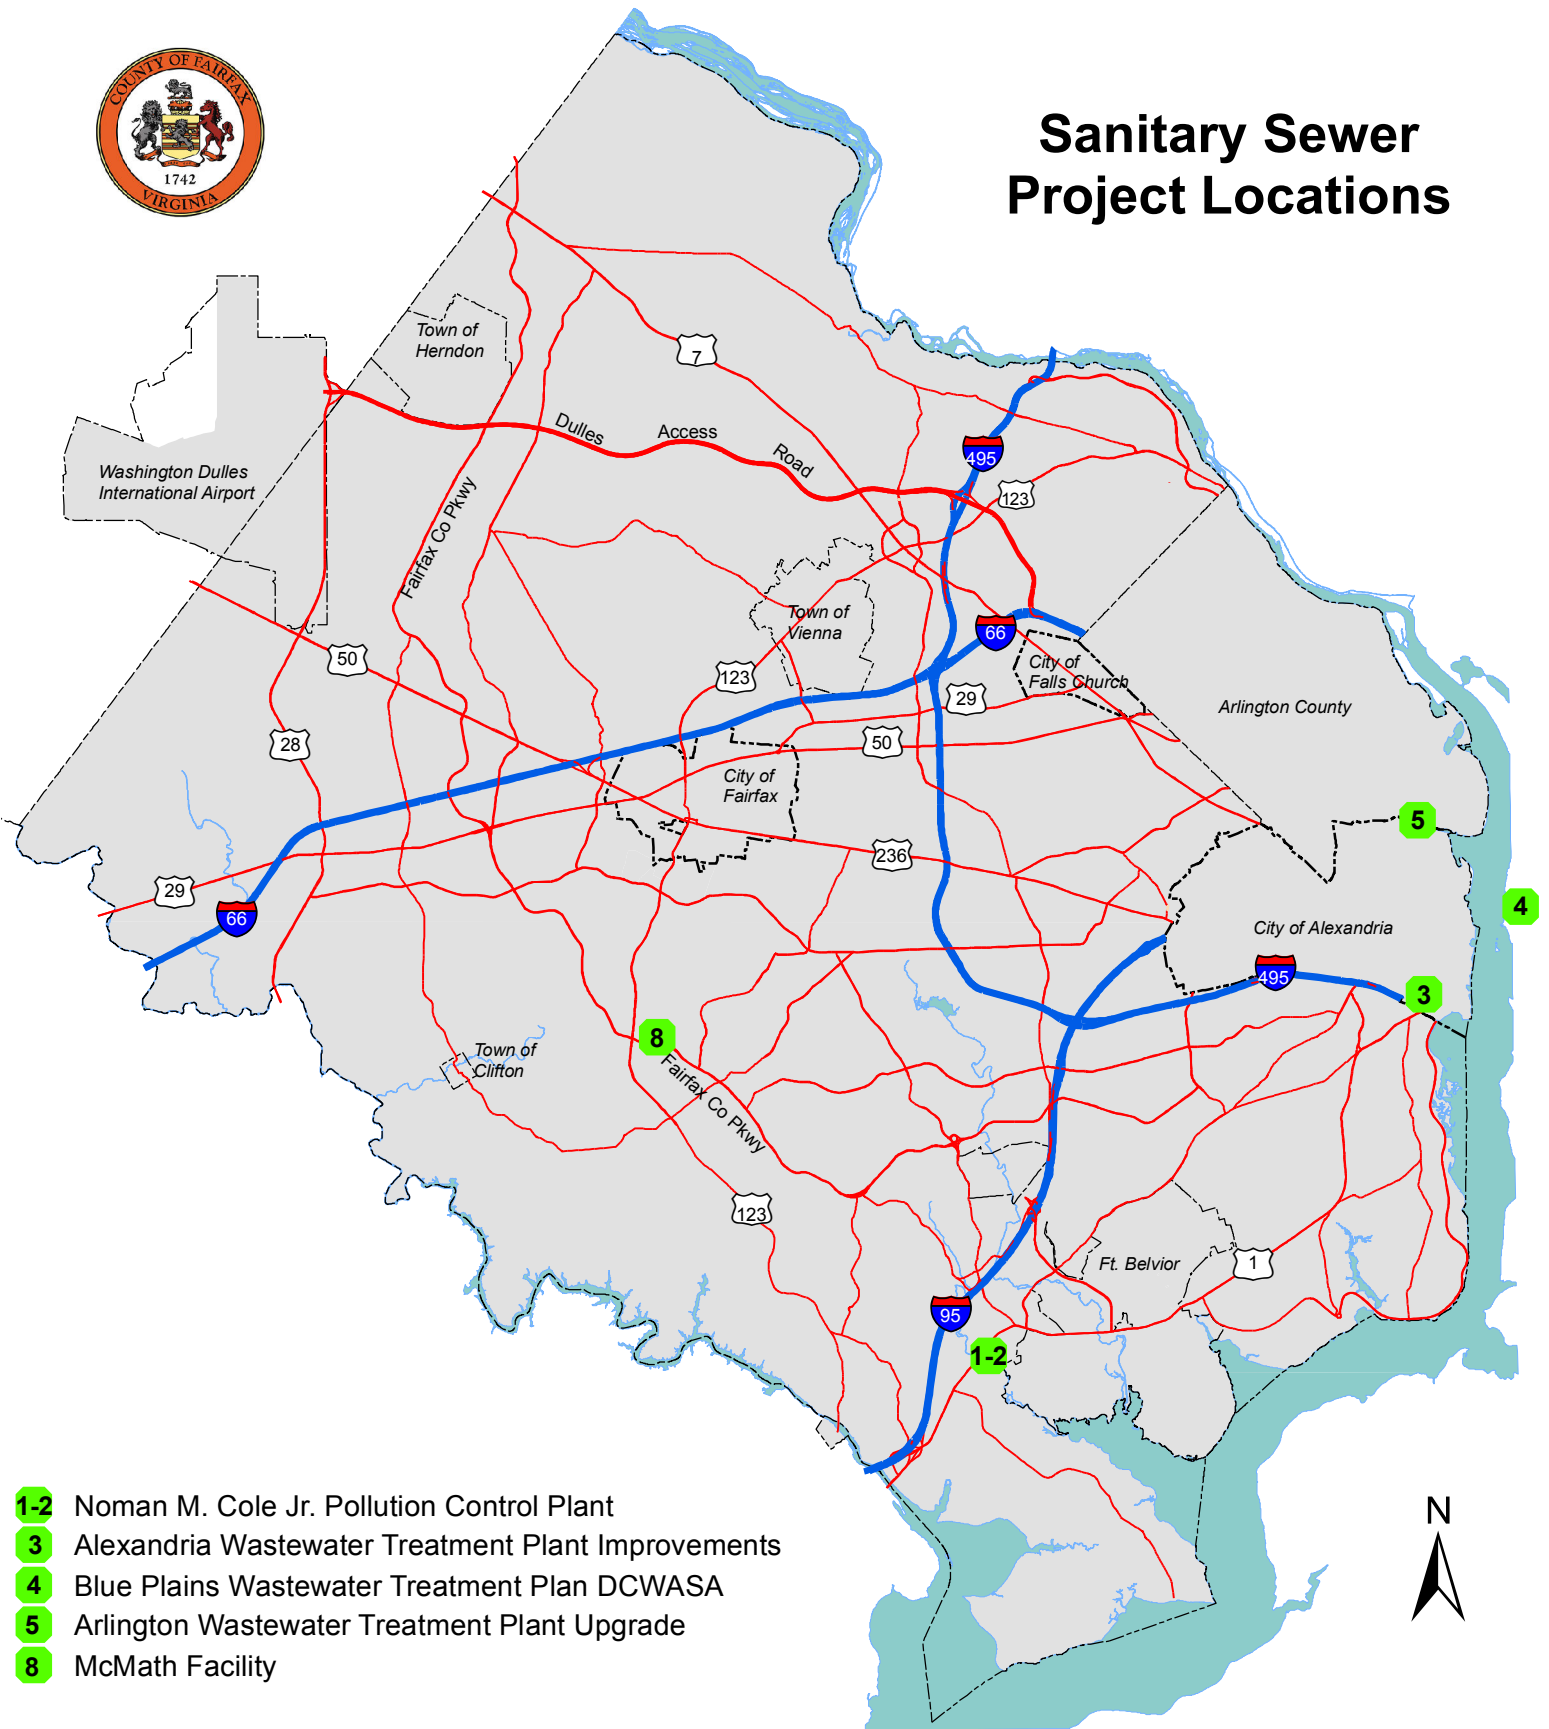 COUNTY OF FAIRFAX
1742
VIRGINIA
Sanitary Sewer
Project Locations
Town of
Herndon
7
Dulles
Access
Road
495
123
Washington Dulles
International Airport
Fairfax Co Pkwy
Town of
Vienna
66
50
123
City of
Falls Church
29
Arlington County
28
50
City of
Fairfax
5
236
29
66
4
City of Alexandria
495
3
8
Town of
Clifton
Fairfax Co Pkwy
123
Ft. Belvior
1
95
1-2
1-2 Noman M. Cole Jr. Pollution Control Plant
3 Alexandria Wastewater Treatment Plant Improvements
4 Blue Plains Wastewater Treatment Plan DCWASA
5 Arlington Wastewater Treatment Plant Upgrade
8 McMath Facility
N